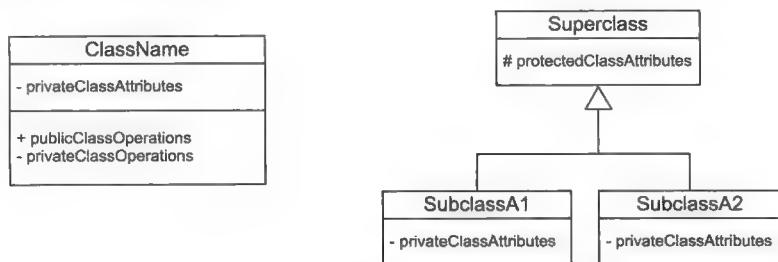 ClassName
- privateClassAttributes
+ publicClassOperations
- privateClassOperations
Superclass
# protectedClassAttributes
SubclassA1
- privateClassAttributes
SubclassA2
- privateClassAttributes